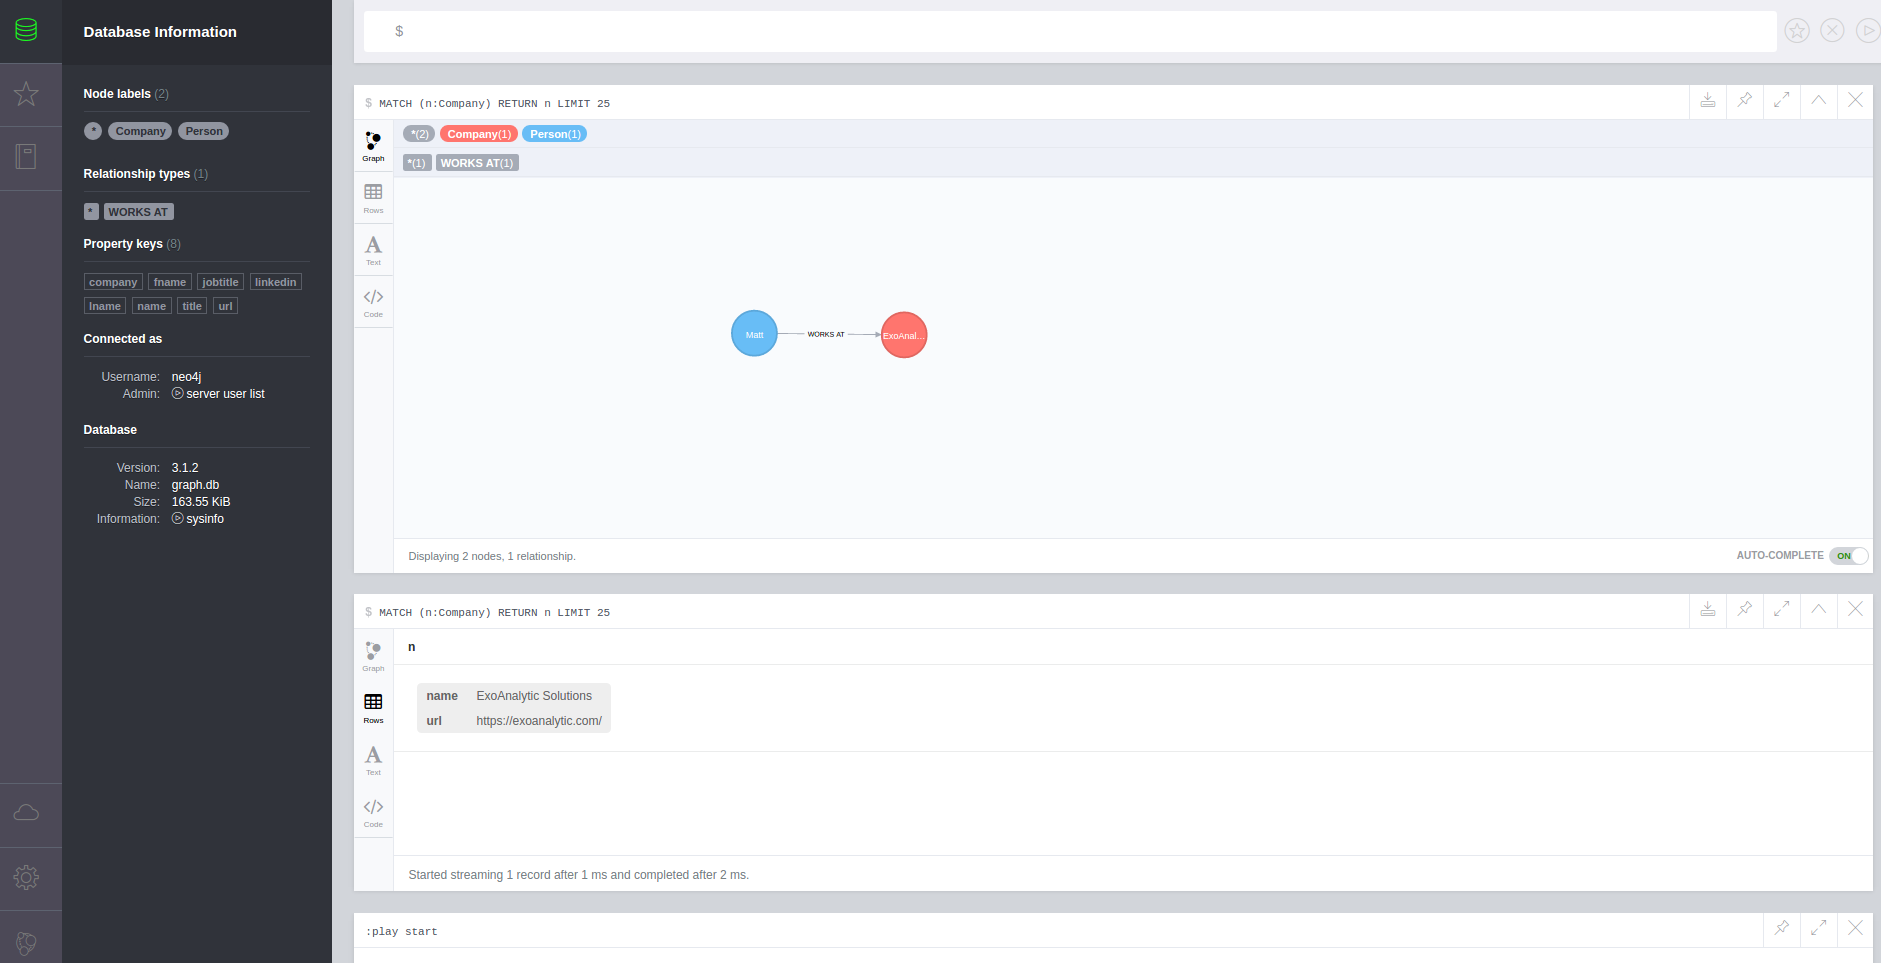 Database Information
Node labels (2)
* Company Person
Relationship types (1)
* WORKS AT
Property keys (8)
company fname jobtitle linkedin
lname name title url
Connected as
Username: neo4j
Admin: server user list
Database
Version: 3.1.2
Name: graph.db
Size: 163.55 KiB
Information: sysinfo
$
$ MATCH (n:Company) RETURN n LIMIT 25
Graph
Rows
Text
Code
*(2) Company(1) Person(1)
*(1) WORKS AT(1)
Matt WORKS AT ExoAnal...
Displaying 2 nodes, 1 relationship.
AUTO-COMPLETE ON
$ MATCH (n:Company) RETURN n LIMIT 25
Graph
Rows
Text
Code
n
name ExoAnalytic Solutions
url https://exoanalytic.com/
Started streaming 1 record after 1 ms and completed after 2 ms.
:play start